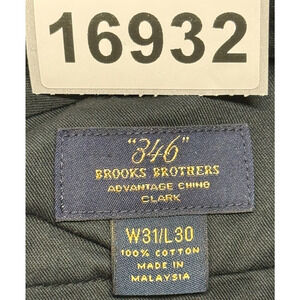 16932
"346"
BROOKS BROTHERS
ADVANTAGE CHINO
CLARK
W31/L30
100% COTTON
MADE IN
MALAYSIA